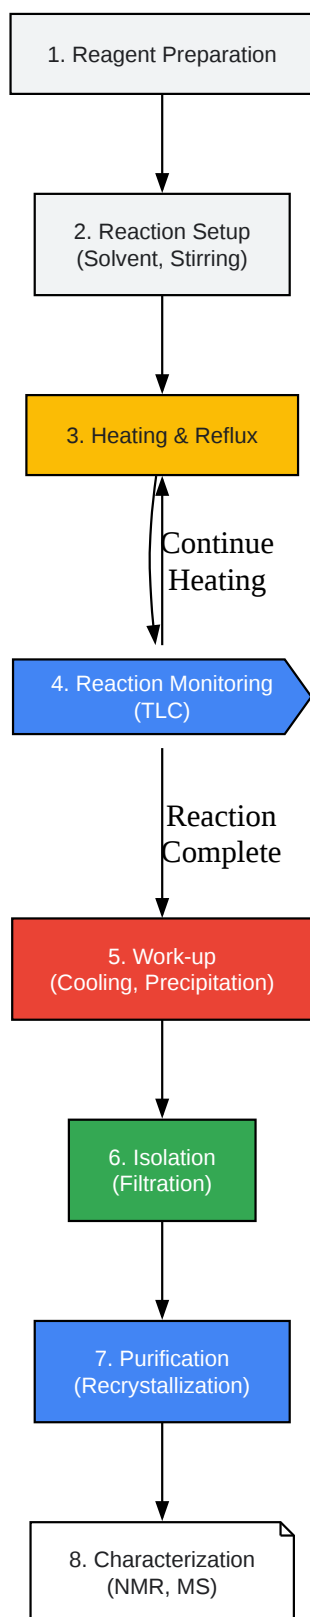 1. Reagent Preparation
2. Reaction Setup
(Solvent, Stirring)
3. Heating & Reflux
Continue
Heating
4. Reaction Monitoring
(TLC)
Reaction
Complete
5. Work-up
(Cooling, Precipitation)
6. Isolation
(Filtration)
7. Purification
(Recrystallization)
8. Characterization
(NMR, MS)